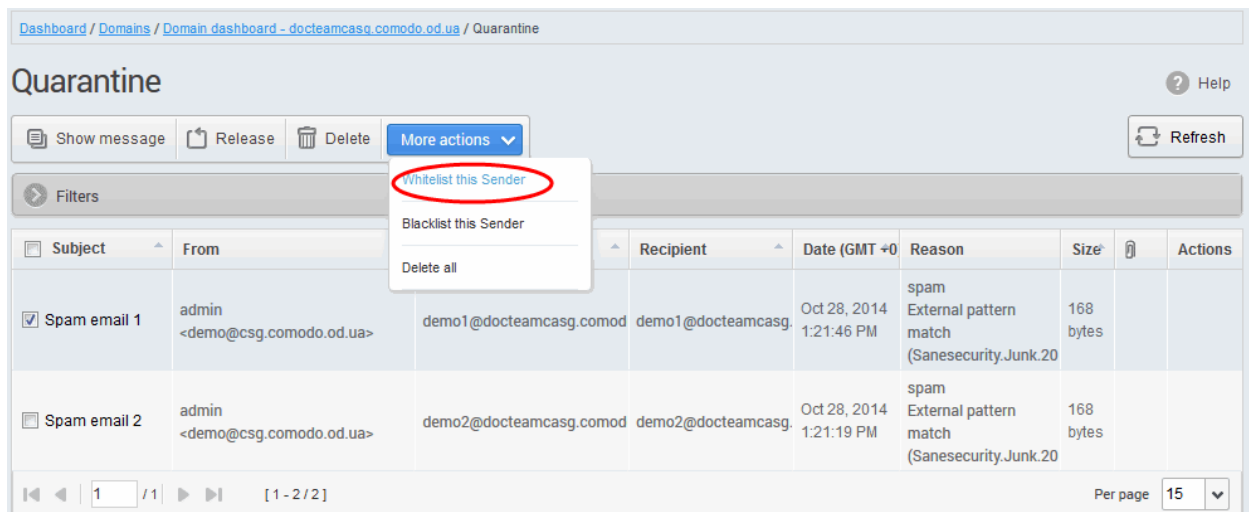 Dashboard / Domains / Domain dashboard - docteamcasg.comodo.od.ua / Quarantine
Quarantine
Help
Show message
Release
Delete
More actions
Refresh
Whitelist this Sender
Blacklist this Sender
Delete all
Filters
Subject
From
Recipient
Date (GMT +0
Reason
Size
Actions
Spam email 1
admin
<demo@csg.comodo.od.ua>
demo1@docteamcasg.comod
demo1@docteamcasg.
Oct 28, 2014
1:21:46 PM
spam
External pattern
match
(Sanesecurity.Junk.20
168
bytes
Spam email 2
admin
<demo@csg.comodo.od.ua>
demo2@docteamcasg.comod
demo2@docteamcasg.
Oct 28, 2014
1:21:19 PM
spam
External pattern
match
(Sanesecurity.Junk.20
168
bytes
1 / 1
[ 1 - 2 / 2 ]
Per page 15